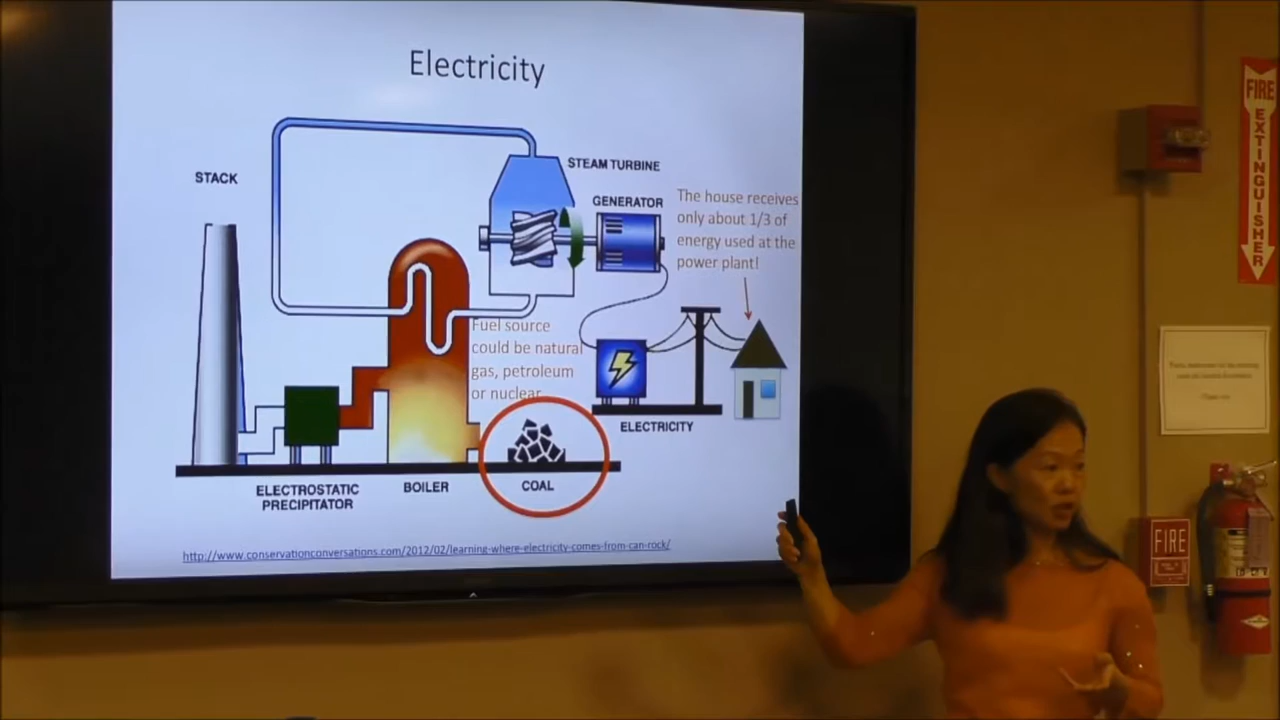 Electricity
STACK
STEAM TURBINE
GENERATOR
The house receives
only about 1/3 of
energy used at the
power plant!
Fuel source
could be natural
gas, petroleum
or nuclear
ELECTRICITY
ELECTROSTATIC
PRECIPITATOR
BOILER
COAL
http://www.conservationconversations.com/2012/02/learning-where-electricity-comes-from-can-rock/
FIRE
EXTINGUISHER
FIRE